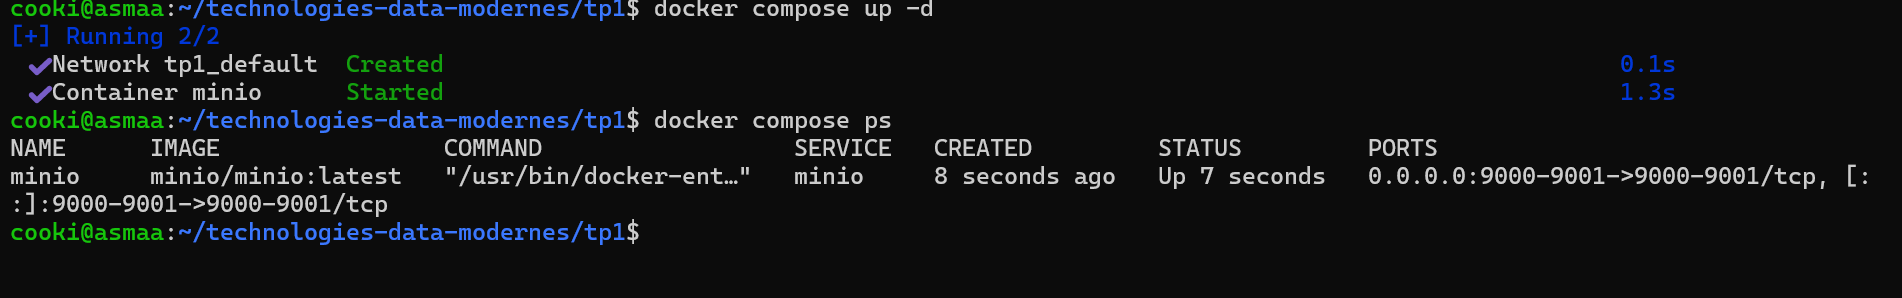 cooki@asmaa:~/technologies-data-modernes/tp1$ docker compose up -d
[+] Running 2/2
✔Network tp1_default  Created 0.1s
✔Container minio      Started 1.3s
cooki@asmaa:~/technologies-data-modernes/tp1$ docker compose ps
NAME      IMAGE                COMMAND                  SERVICE   CREATED         STATUS         PORTS
minio     minio/minio:latest   "/usr/bin/docker-ent…"   minio     8 seconds ago   Up 7 seconds   0.0.0.0:9000-9001->9000-9001/tcp, [:
:]:9000-9001->9000-9001/tcp
cooki@asmaa:~/technologies-data-modernes/tp1$